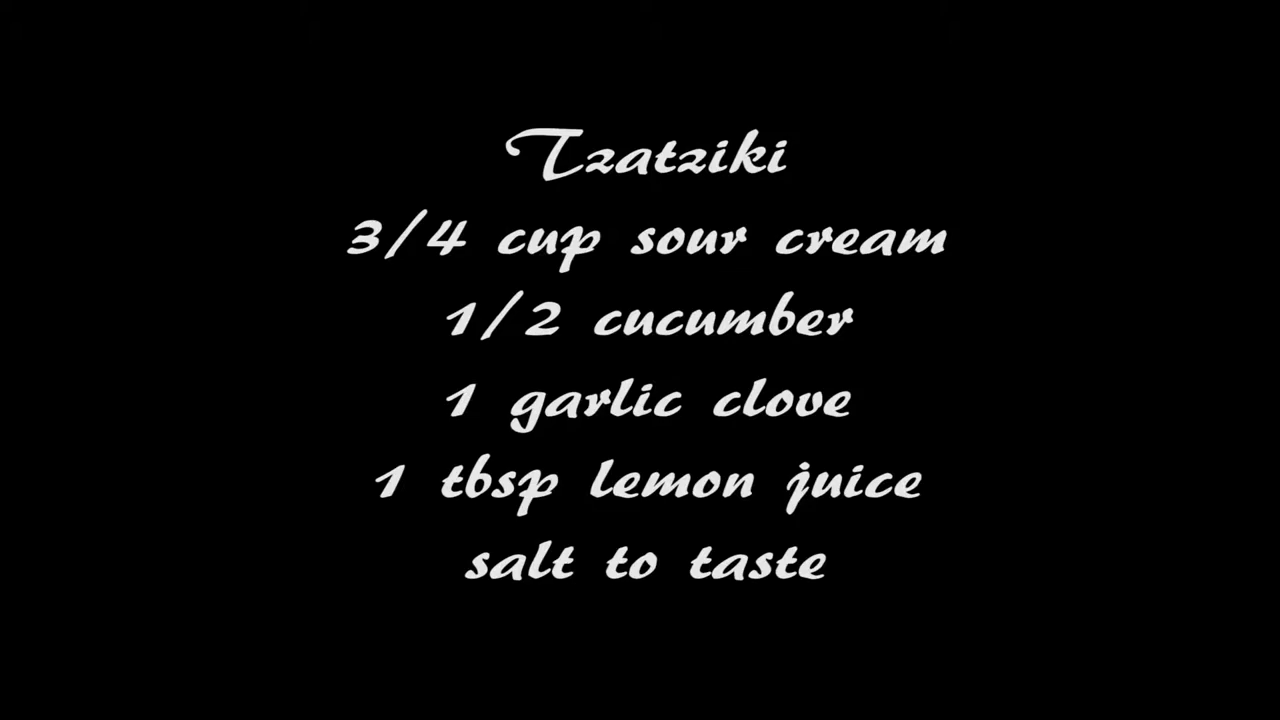 Tzatziki
3/4 cup sour cream
1/2 cucumber
1 garlic clove
1 tbsp lemon juice
salt to taste